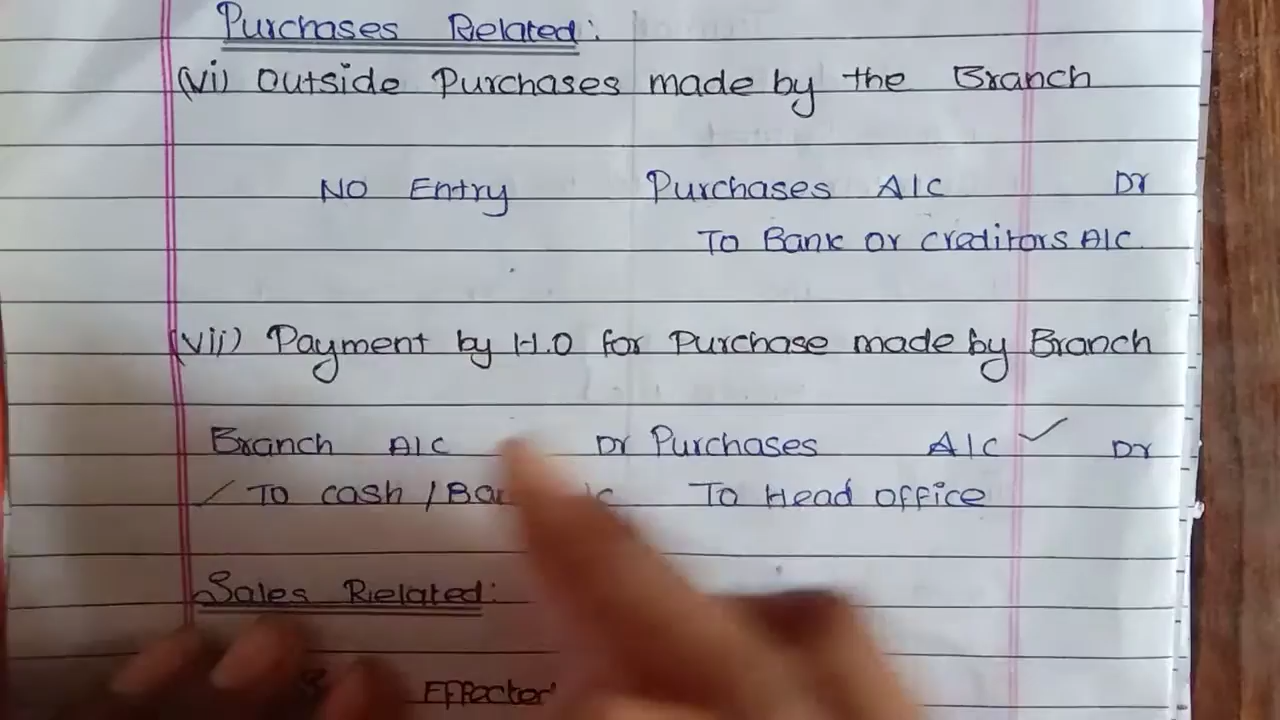 Purchases Related:
(vi) Outside Purchases made by the Branch
No Entry Purchases A/C Dr
To Bank or creditors A/C
(vii) Payment by H.O for Purchase made by Branch
Branch A/C Dr Purchases A/C Dr
To cash / To Head office
Sales Related: